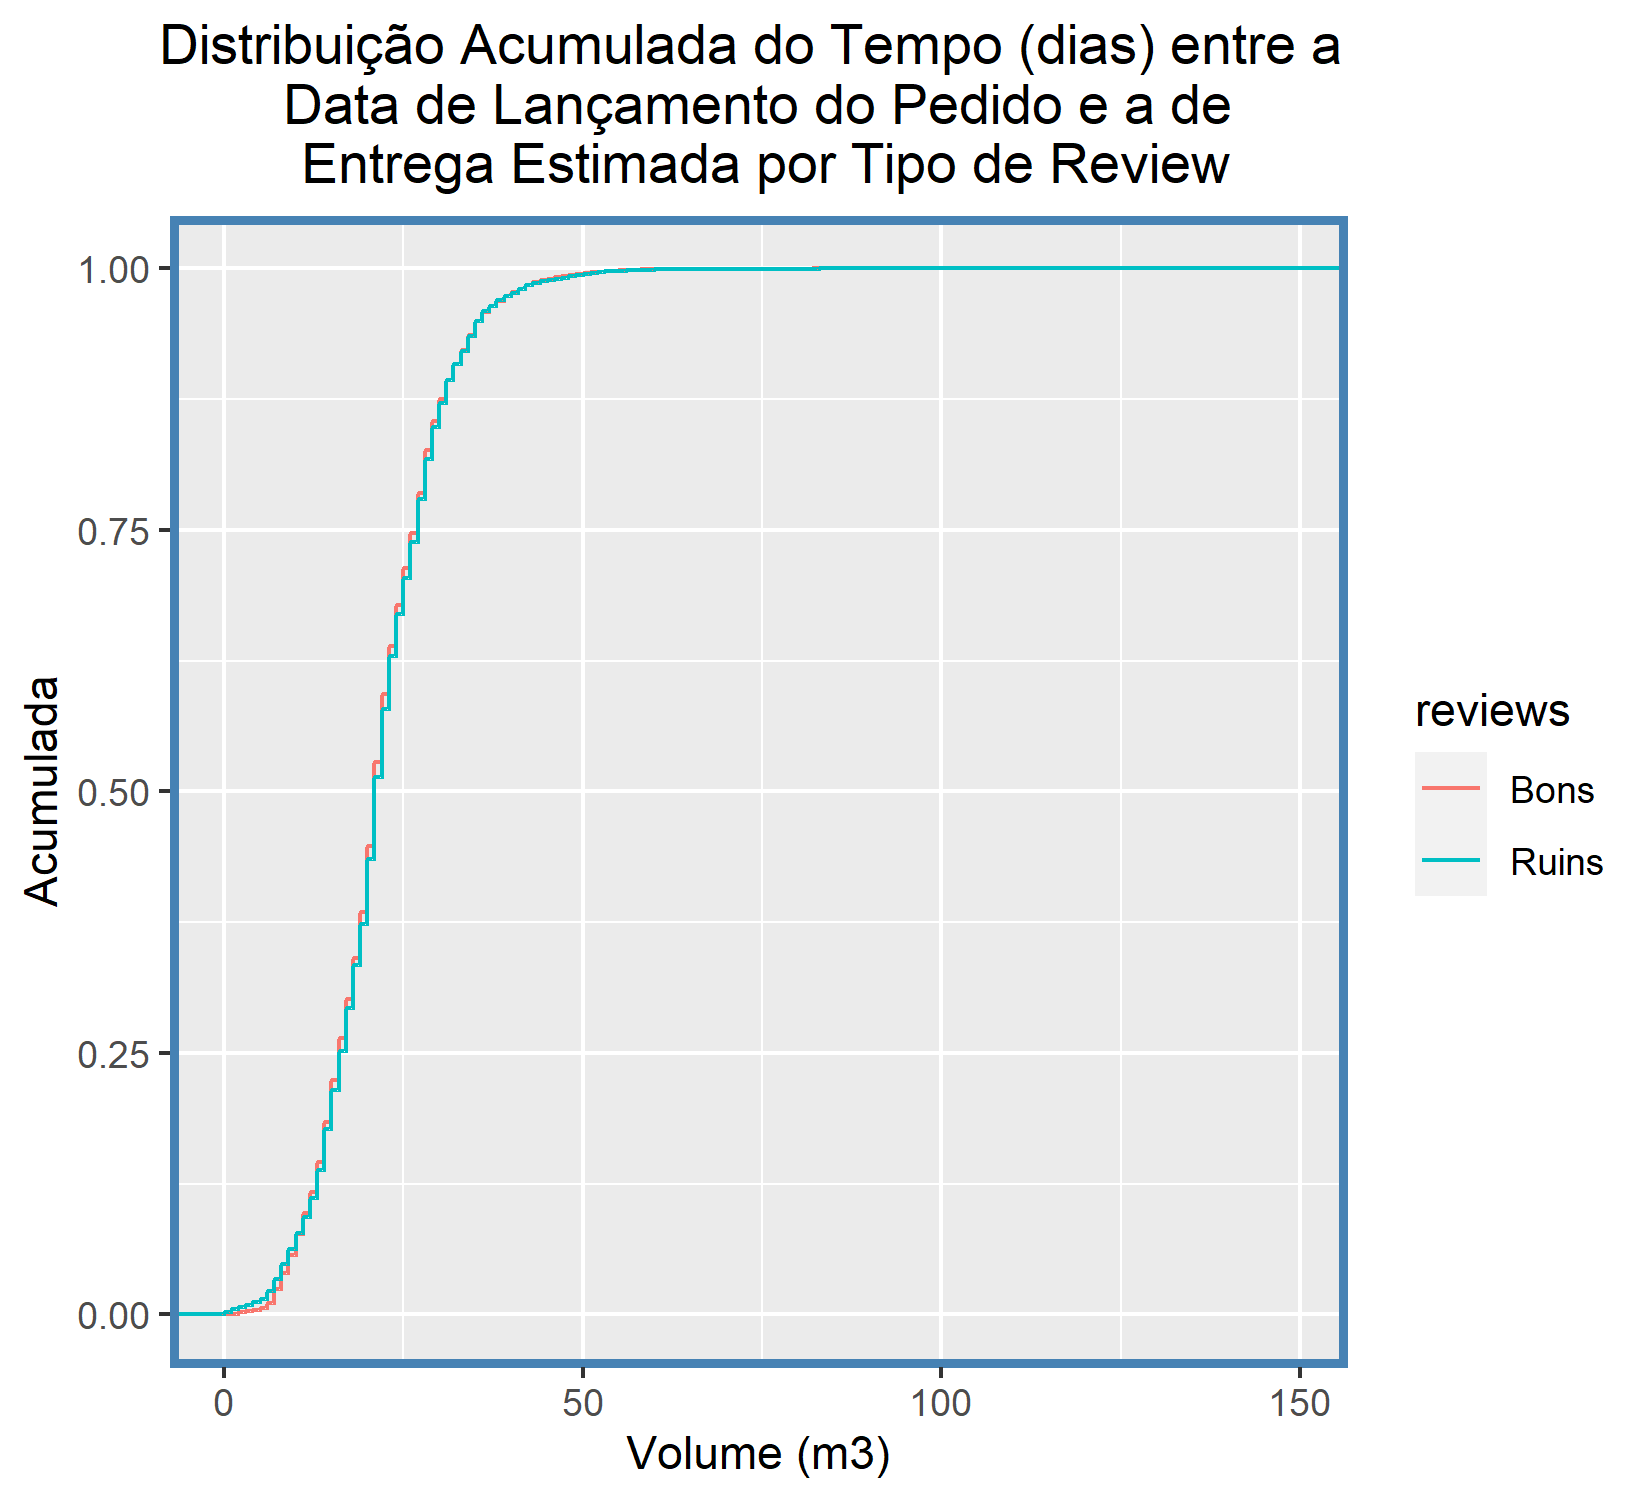 Distribuição Acumulada do Tempo (dias) entre a
Data de Lançamento do Pedido e a de
Entrega Estimada por Tipo de Review
1.00
0.75
0.50
0.25
0.00
Acumulada
0 50 100 150
Volume (m3)
reviews
Bons
Ruins